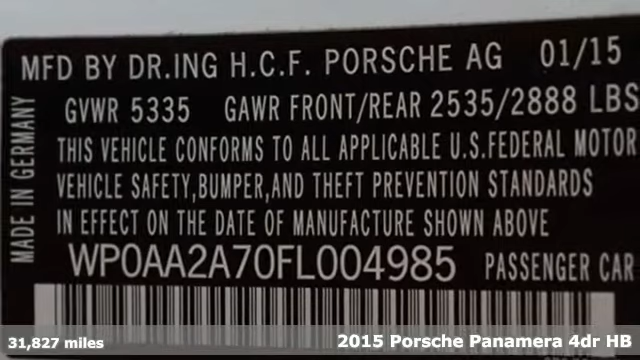 MFD BY DR.ING H.C.F. PORSCHE AG 01/15
GVWR 5335 GAWR FRONT/REAR 2535/2888 LBS
THIS VEHICLE CONFORMS TO ALL APPLICABLE U.S.FEDERAL MOTOR
VEHICLE SAFETY,BUMPER,AND THEFT PREVENTION STANDARDS
IN EFFECT ON THE DATE OF MANUFACTURE SHOWN ABOVE
MADE IN GERMANY
WP0AA2A70FL004985 PASSENGER CAR
31,827 miles
2015 Porsche Panamera 4dr HB